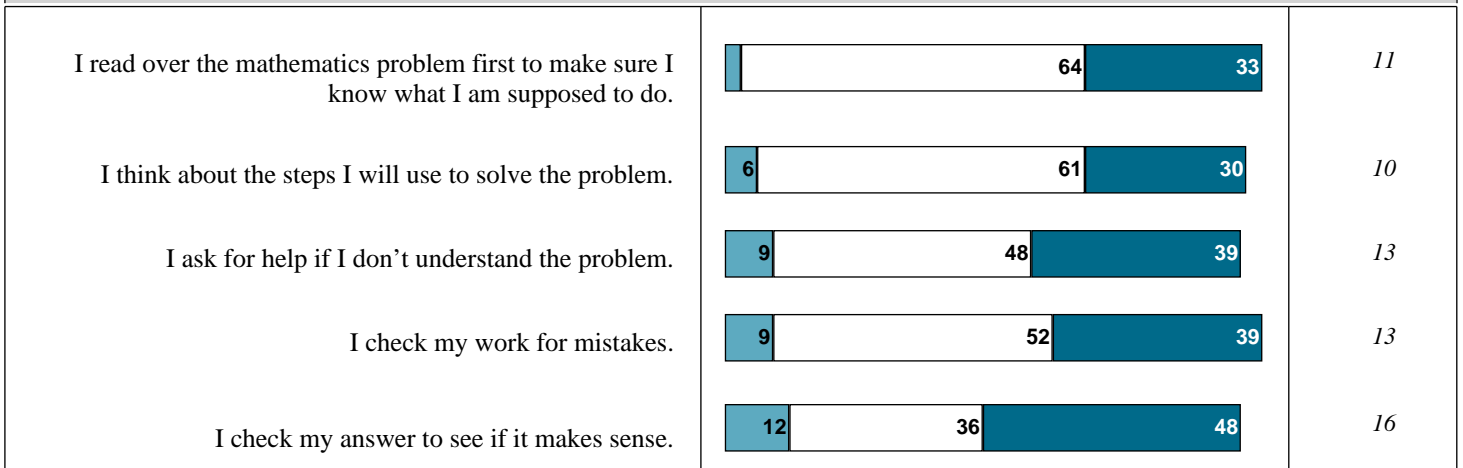 I read over the mathematics problem first to make sure I
know what I am supposed to do.
64 33 11
I think about the steps I will use to solve the problem.
6 61 30 10
I ask for help if I don’t understand the problem.
9 48 39 13
I check my work for mistakes.
9 52 39 13
I check my answer to see if it makes sense.
12 36 48 16